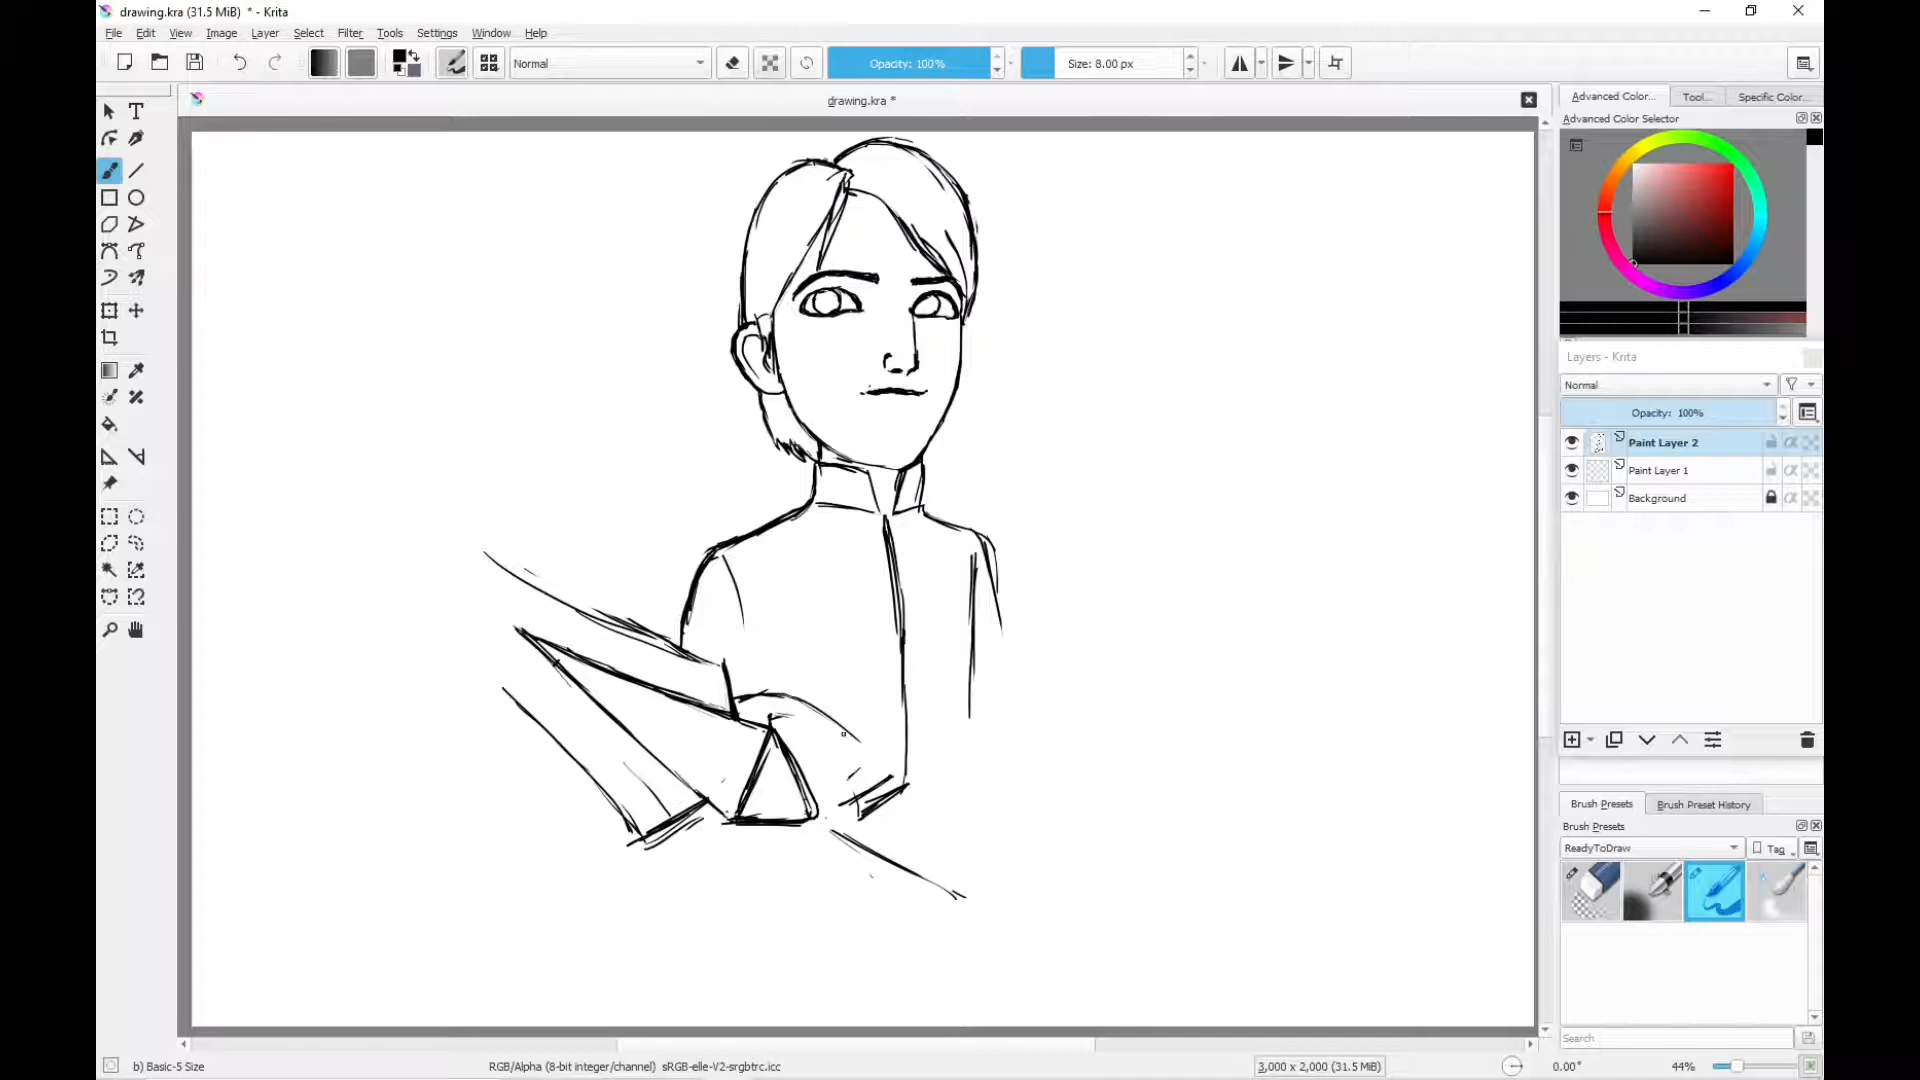 drawing.kra (31.5 MiB) * - Krita
File Edit View Image Layer Select Filter Tools Settings Window Help
Normal
Opacity: 100%
Size: 8.00 px
drawing.kra *
Advanced Color... Tool... Specific Color...
Advanced Color Selector
Layers - Krita
Normal
Opacity: 100%
Paint Layer 2
Paint Layer 1
Background
Brush Presets Brush Preset History
Brush Presets
ReadyToDraw Tag
Search
b) Basic-5 Size RGB/Alpha (8-bit integer/channel) sRGB-elle-V2-srgbtrc.icc 3,000 x 2,000 (31.5 MiB) 0.00° 44%